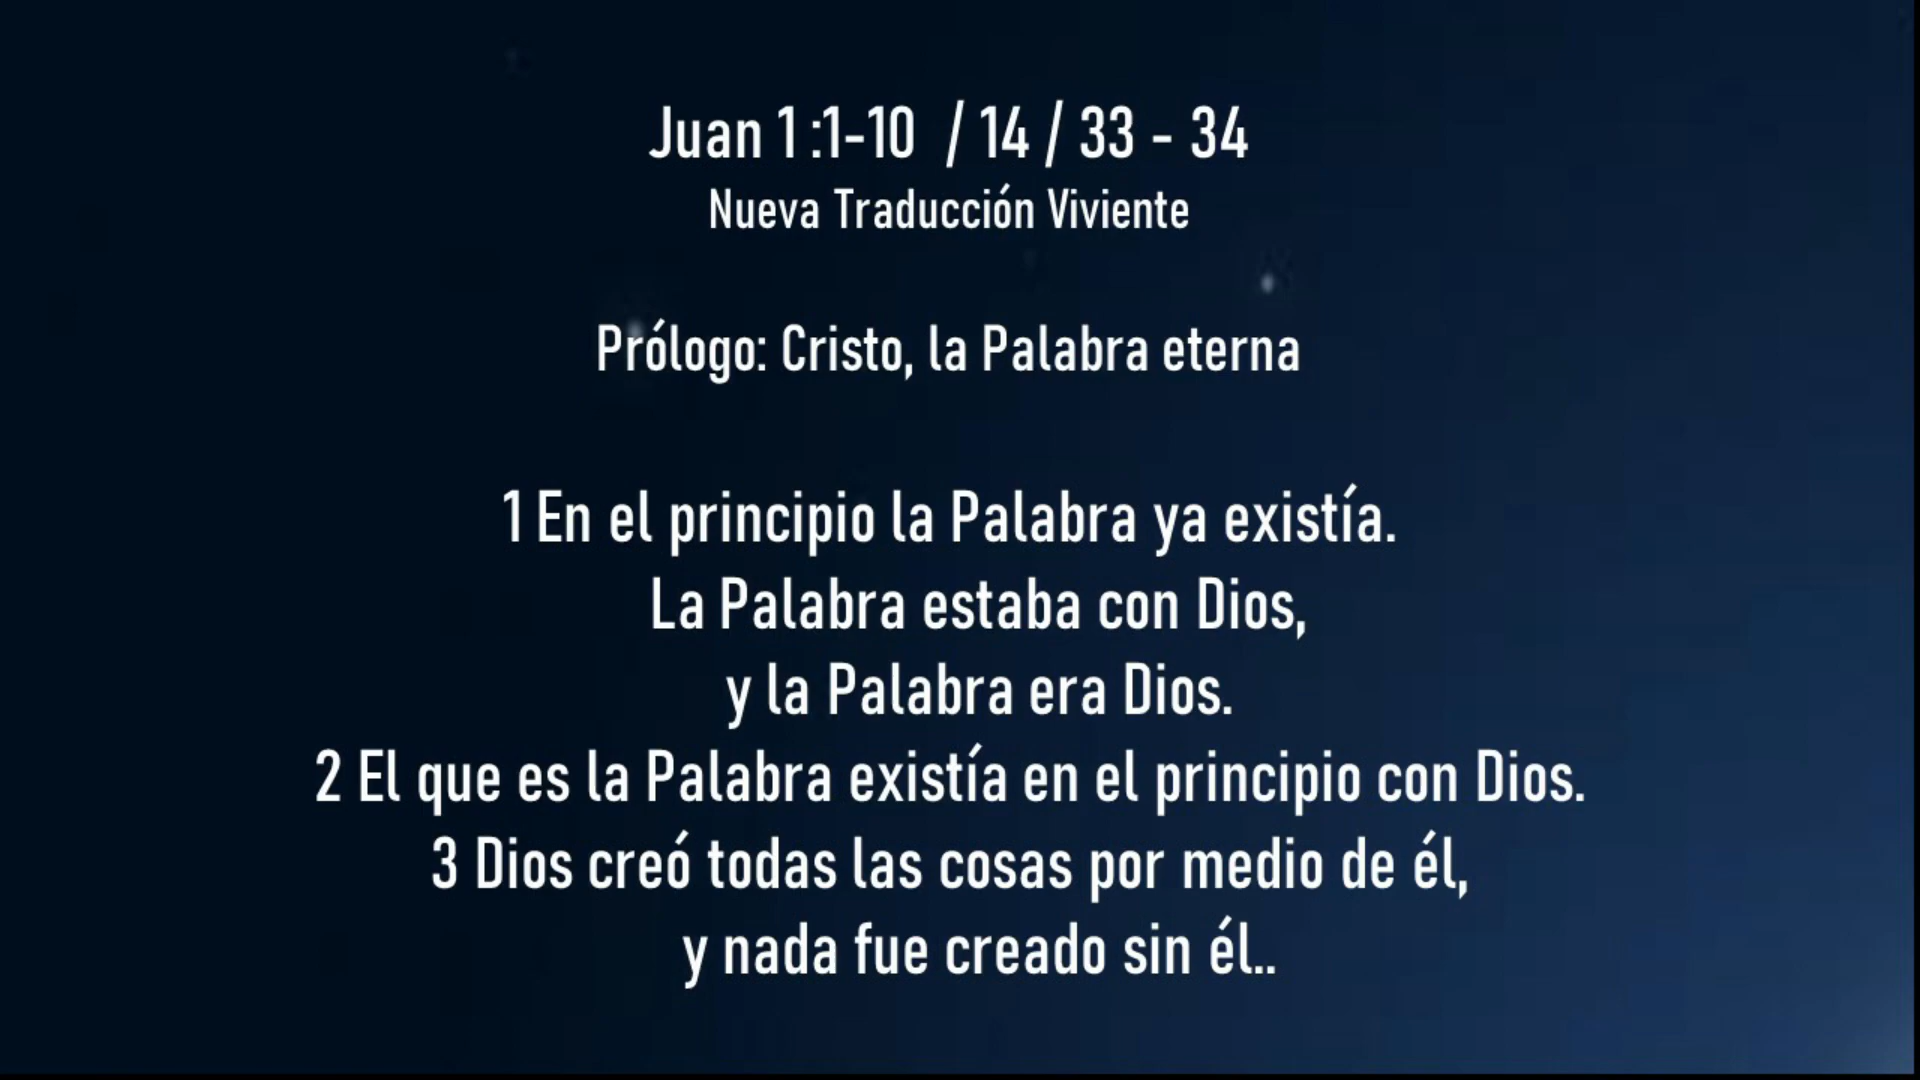 Juan 1 :1-10 / 14 / 33 - 34
Nueva Traducción Viviente
Prólogo: Cristo, la Palabra eterna
1 En el principio la Palabra ya existía.
La Palabra estaba con Dios,
y la Palabra era Dios.
2 El que es la Palabra existía en el principio con Dios.
3 Dios creó todas las cosas por medio de él,
y nada fue creado sin él..